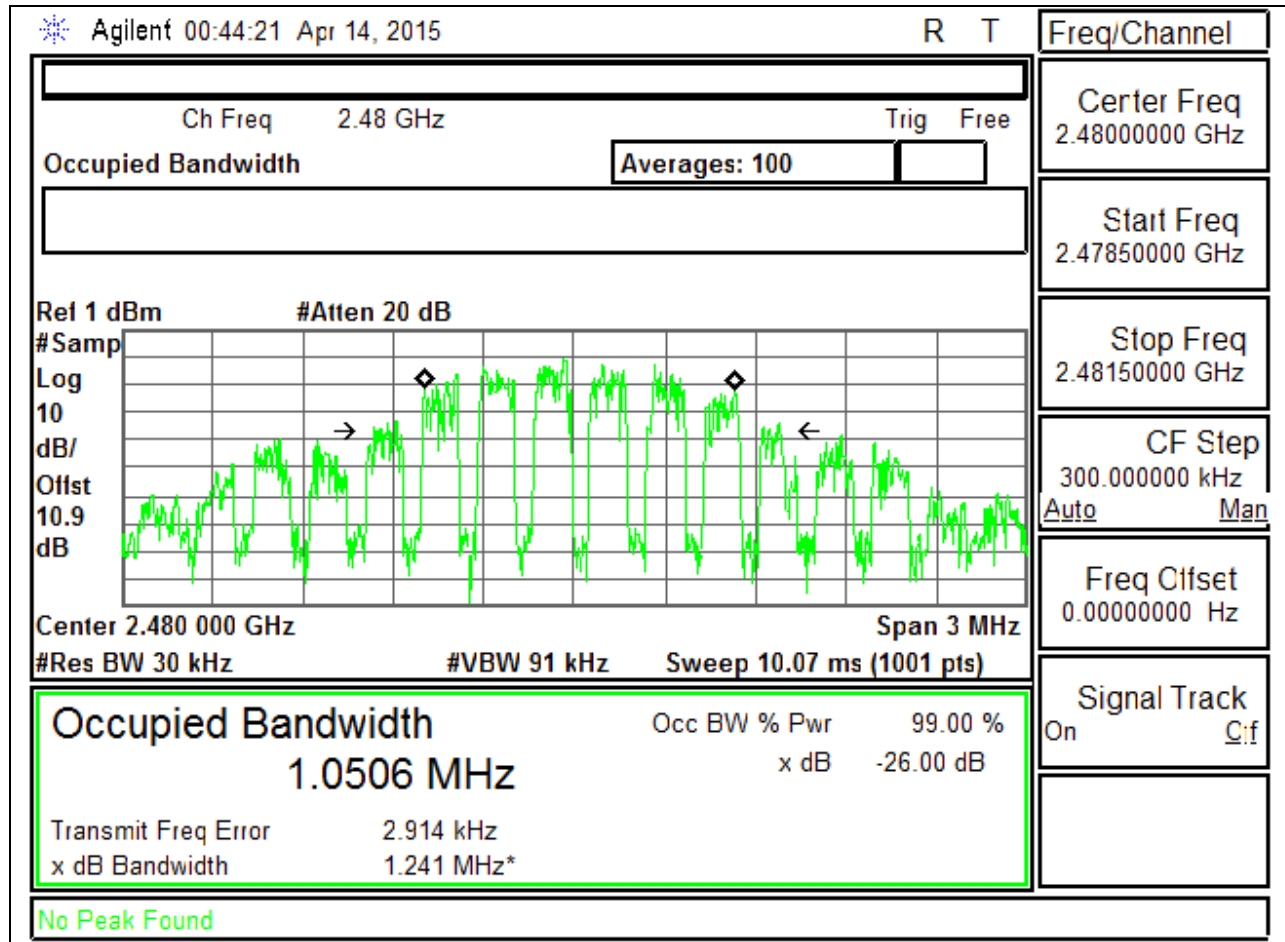 Agilent 00:44:21 Apr 14, 2015 R T
Freq/Channel
Ch Freq 2.48 GHz Trig Free
Occupied Bandwidth Averages: 100
Center Freq
2.48000000 GHz
Start Freq
2.47850000 GHz
Stop Freq
2.48150000 GHz
CF Step
300.000000 kHz
Auto Man
Freq Offset
0.00000000 Hz
Signal Track
On Off
Ref 1 dBm #Atten 20 dB
#Samp
Log
10
dB/
Offst
10.9
dB
Center 2.480 000 GHz Span 3 MHz
#Res BW 30 kHz #VBW 91 kHz Sweep 10.07 ms (1001 pts)
Occupied Bandwidth
1.0506 MHz
Occ BW % Pwr 99.00 %
x dB -26.00 dB
Transmit Freq Error 2.914 kHz
x dB Bandwidth 1.241 MHz*
No Peak Found